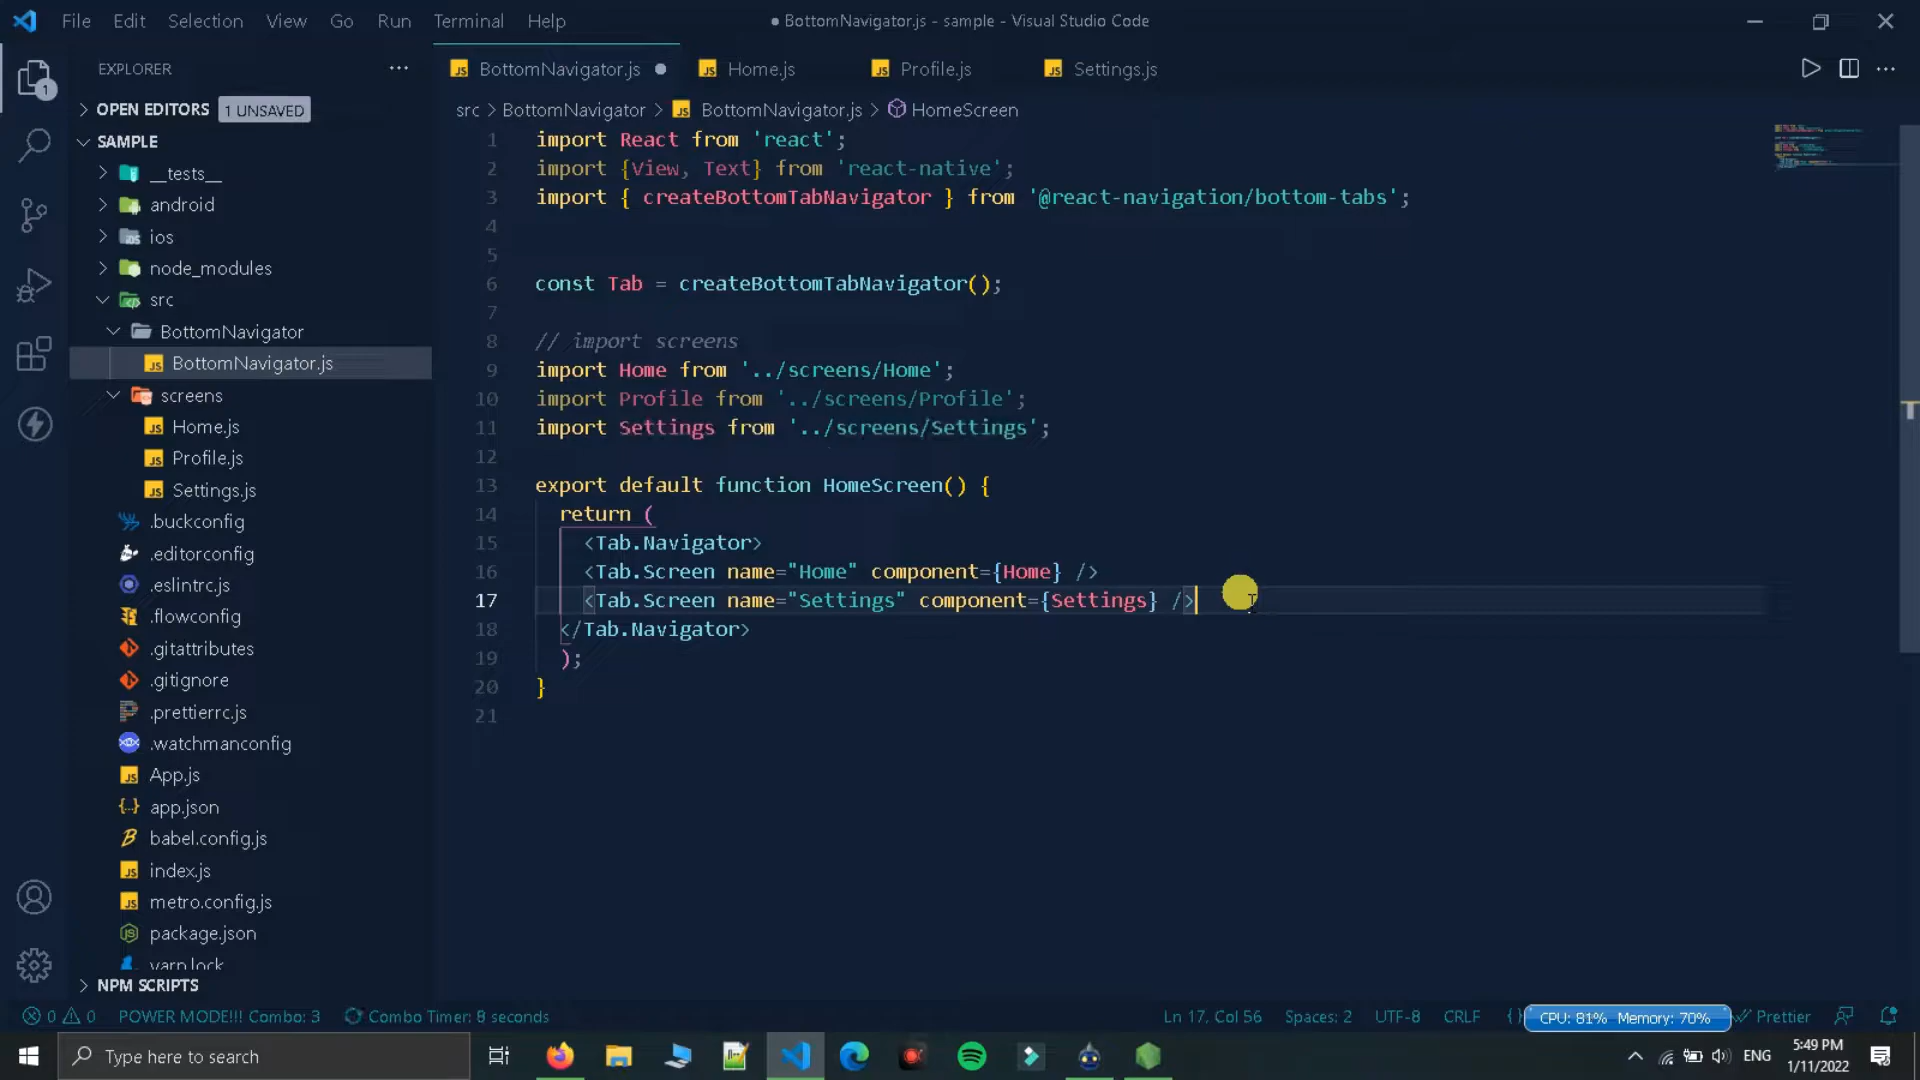 File Edit Selection View Go Run Terminal Help
● BottomNavigator.js - sample - Visual Studio Code
EXPLORER
BottomNavigator.js Home.js Profile.js Settings.js
1
OPEN EDITORS 1 UNSAVED
src > BottomNavigator > BottomNavigator.js > HomeScreen
SAMPLE
__tests__
android
ios
node_modules
src
BottomNavigator
BottomNavigator.js
screens
Home.js
Profile.js
Settings.js
.buckconfig
.editorconfig
.eslintrc.js
.flowconfig
.gitattributes
.gitignore
.prettierrc.js
.watchmanconfig
App.js
app.json
babel.config.js
index.js
metro.config.js
package.json
yarn.lock
NPM SCRIPTS
1 import React from 'react';
2 import {View, Text} from 'react-native';
3 import { createBottomTabNavigator } from '@react-navigation/bottom-tabs';
4
5
6 const Tab = createBottomTabNavigator();
7
8 // import screens
9 import Home from '../screens/Home';
10 import Profile from '../screens/Profile';
11 import Settings from '../screens/Settings';
12
13 export default function HomeScreen() {
14 return (
15 <Tab.Navigator>
16 <Tab.Screen name="Home" component={Home} />
17 <Tab.Screen name="Settings" component={Settings} />
18 </Tab.Navigator>
19 );
20 }
21
0 0 POWER MODE!!! Combo: 3 Combo Timer: 8 seconds
Ln 17, Col 56 Spaces: 2 UTF-8 CRLF CPU: 81% Memory: 70% Prettier
Type here to search
ENG
5:49 PM
1/11/2022